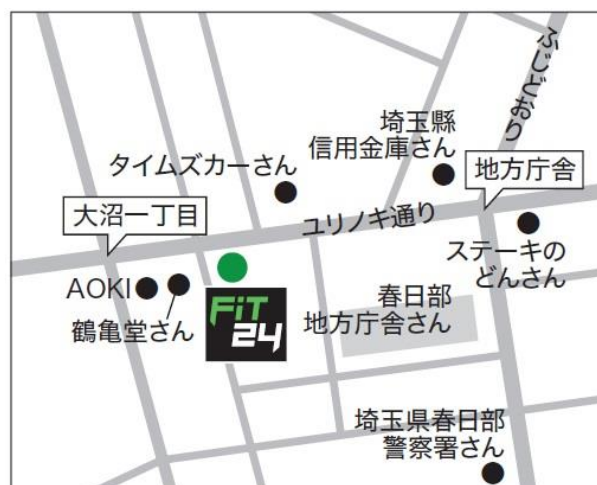 ふじどおり
埼玉縣
信用金庫さん
タイムズカーさん
地方庁舎
大沼一丁目
ユリノキ通り
ステーキの
どんさん
AOKI
鶴亀堂さん
FiT
24
春日部
地方庁舎さん
埼玉県春日部
警察署さん